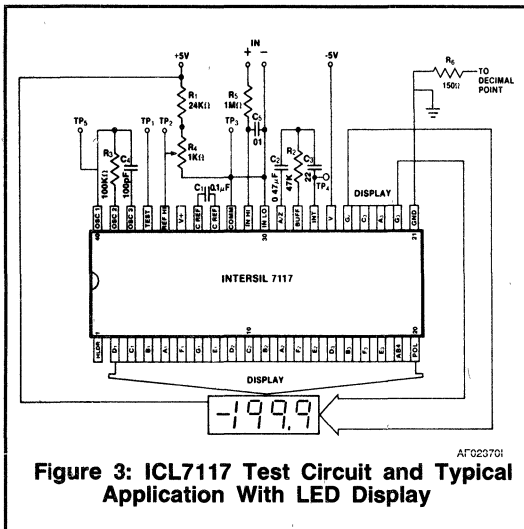 +5V
IN
+ −
-5V
R1
24KΩ
R5
1MΩ
R6
150Ω
TO
DECIMAL
POINT
TP5
TP1
TP2
TP3
R4
1KΩ
C5
.01
R3
100KΩ
C4
100pF
C1
0.1μF
C2
0.47μF
R2
47K
C3
.22
TP4
DISPLAY
OSC 1
OSC 2
OSC 3
TEST
REF HI
V+
C REF
C REF
COMM
IN HI
IN LO
A/Z
BUFF
INT
V
G
C3
A3
G3
GND
40
30
21
INTERSIL 7117
1
10
20
HLDR
D1
C1
B1
A1
F1
G1
E1
D2
C2
B2
A2
F2
E2
D3
B3
F3
E3
AB4
POL
DISPLAY
-199.9
AF02370I
Figure 3: ICL7117 Test Circuit and Typical
Application With LED Display